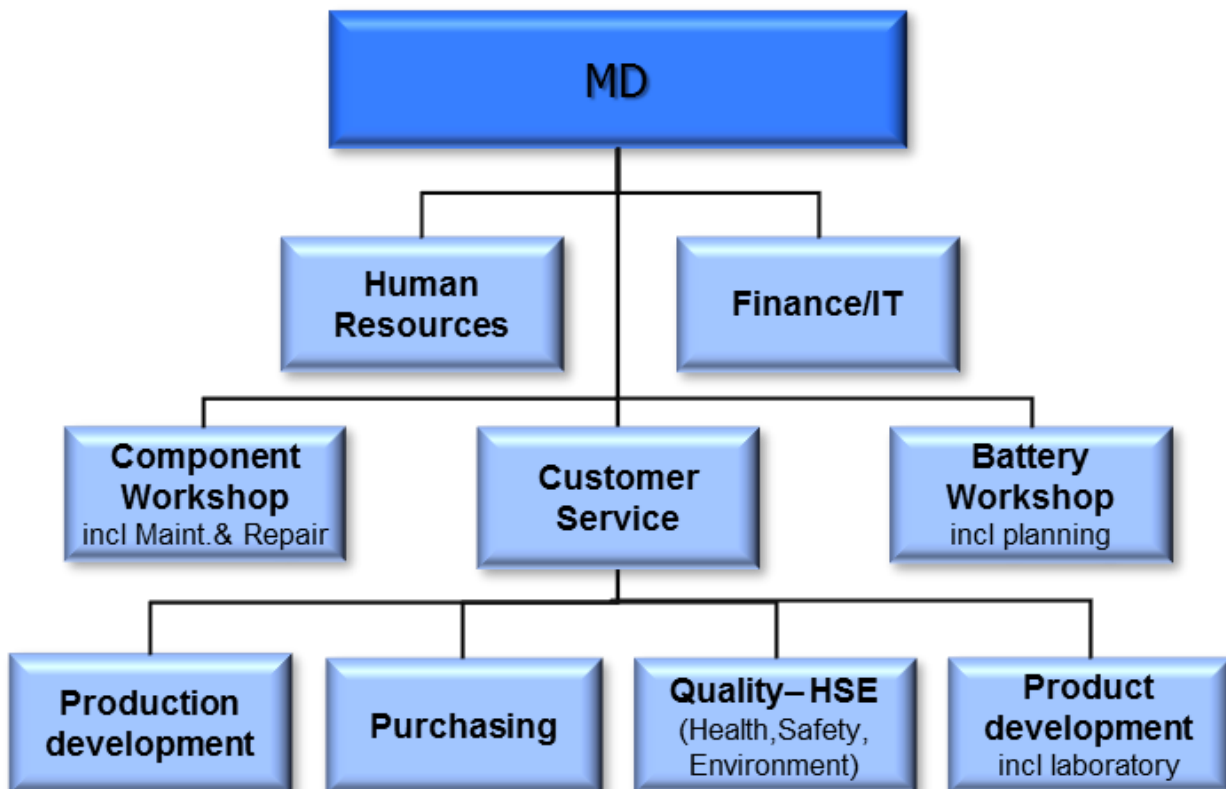 MD
Human
Resources
Finance/IT
Component
Workshop
incl Maint.& Repair
Customer
Service
Battery
Workshop
incl planning
Production
development
Purchasing
Quality–HSE
(Health,Safety,
Environment)
Product
development
incl laboratory